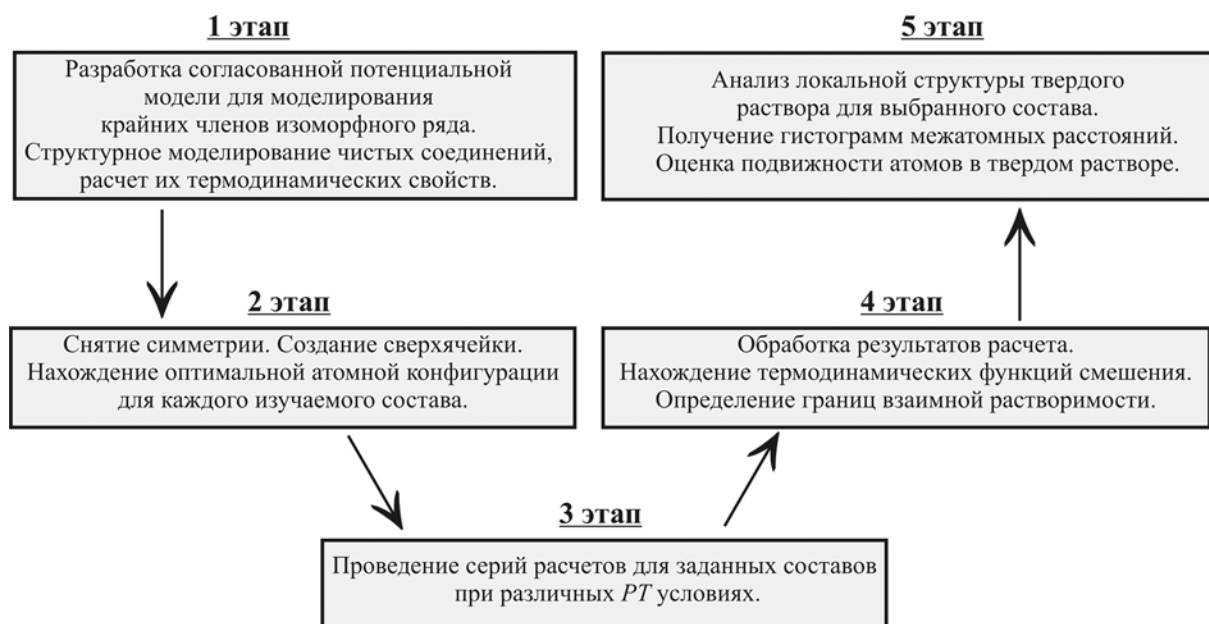 1 этап
Разработка согласованной потенциальной
модели для моделирования
крайних членов изоморфного ряда.
Структурное моделирование чистых соединений,
расчет их термодинамических свойств.
2 этап
Снятие симметрии. Создание сверхячейки.
Нахождение оптимальной атомной конфигурации
для каждого изучаемого состава.
3 этап
Проведение серий расчетов для заданных составов
при различных PT условиях.
4 этап
Обработка результатов расчета.
Нахождение термодинамических функций смешения.
Определение границ взаимной растворимости.
5 этап
Анализ локальной структуры твердого
раствора для выбранного состава.
Получение гистограмм межатомных расстояний.
Оценка подвижности атомов в твердом растворе.